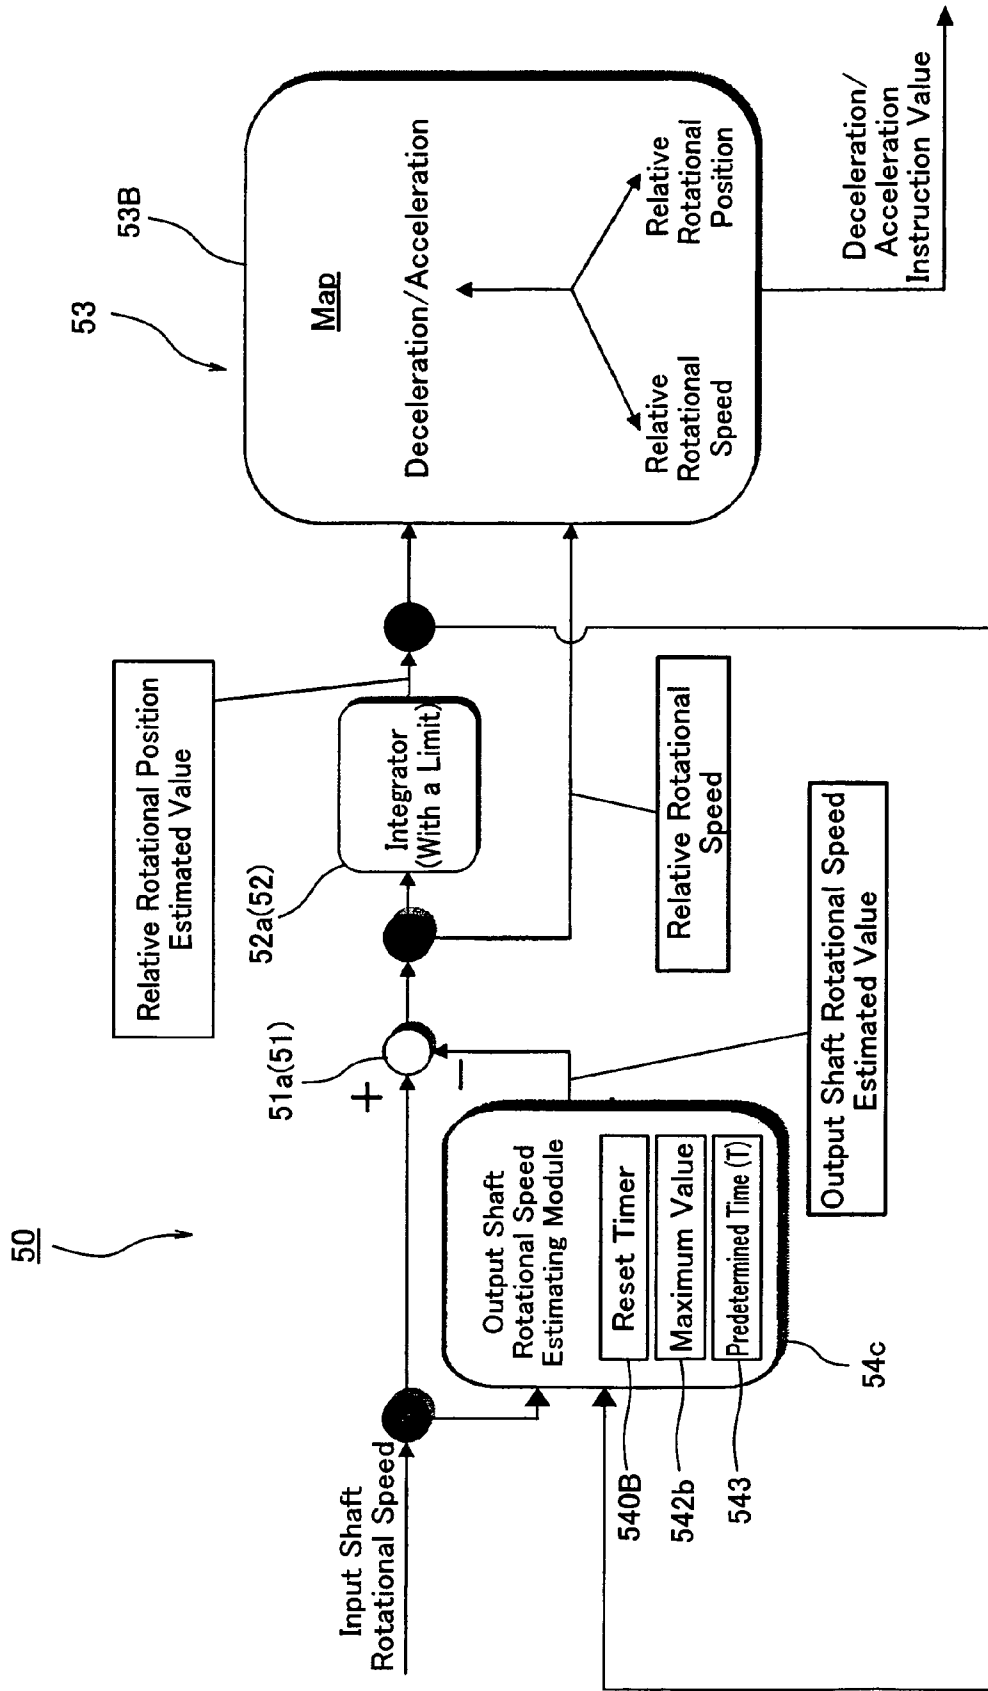 50
Input Shaft
Rotational Speed
+
−
51a(51)
Output Shaft
Rotational Speed
Estimating Module
Reset Timer
Maximum Value
Predetermined Time (T)
540B
542b
543
54c
Output Shaft Rotational Speed
Estimated Value
Relative Rotational Position
Estimated Value
52a(52)
Integrator
(With a Limit)
Relative Rotational
Speed
53
53B
Map
Deceleration/Acceleration
Relative
Rotational
Speed
Relative
Rotational
Position
Deceleration/
Acceleration
Instruction Value